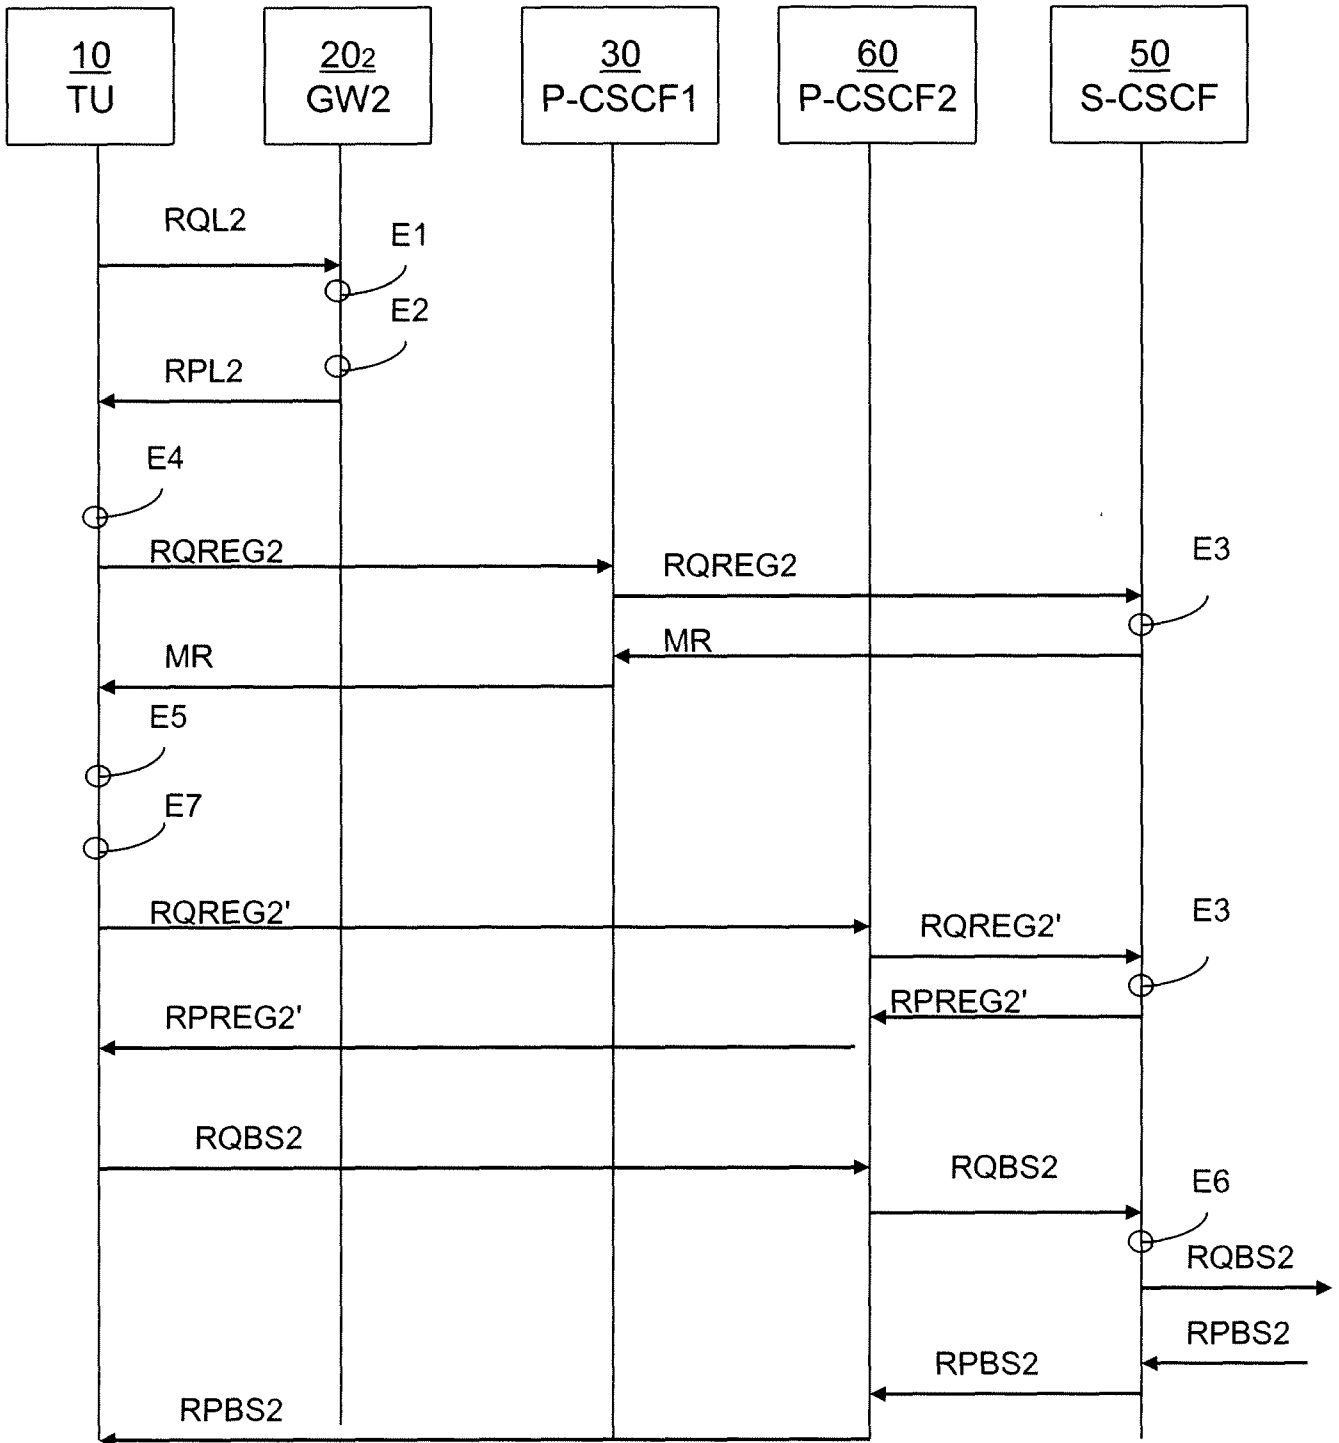 10
TU
20₂
GW2
30
P-CSCF1
60
P-CSCF2
50
S-CSCF
RQL2
E1
E2
RPL2
E4
RQREG2
RQREG2
E3
MR
MR
E5
E7
RQREG2'
RQREG2'
E3
RPREG2'
RPREG2'
RQBS2
RQBS2
E6
RQBS2
RPBS2
RPBS2
RPBS2